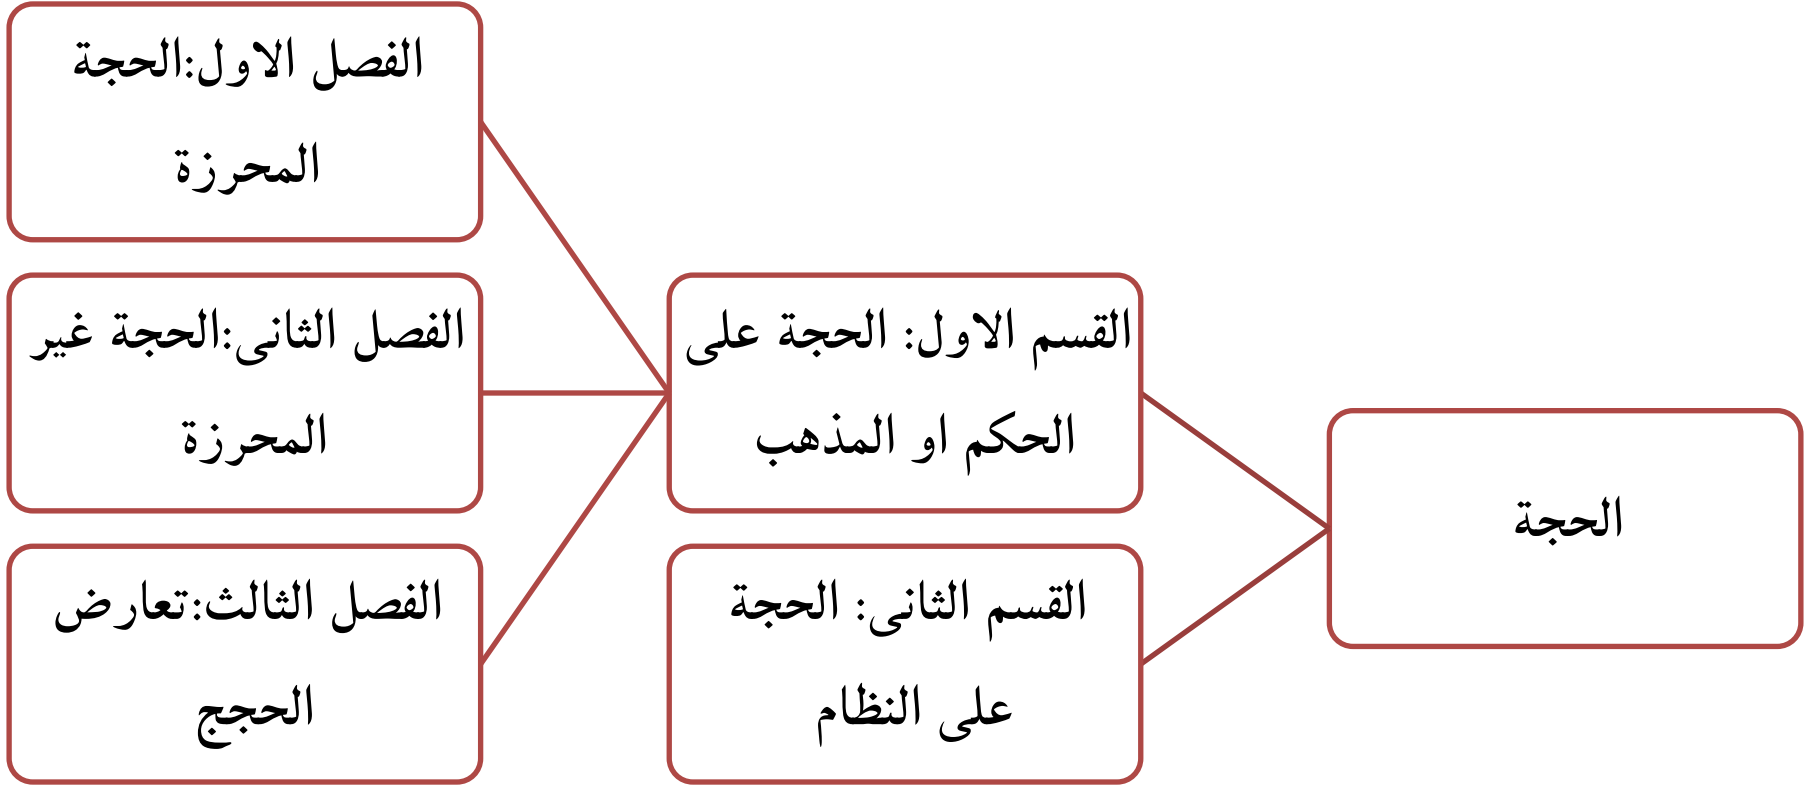 الحجة
القسم الاول: الحجة على
الحكم او المذهب
القسم الثانى: الحجة
على النظام
الفصل الاول:الحجة
المحرزة
الفصل الثانى:الحجة غير
المحرزة
الفصل الثالث:تعارض
الحجج